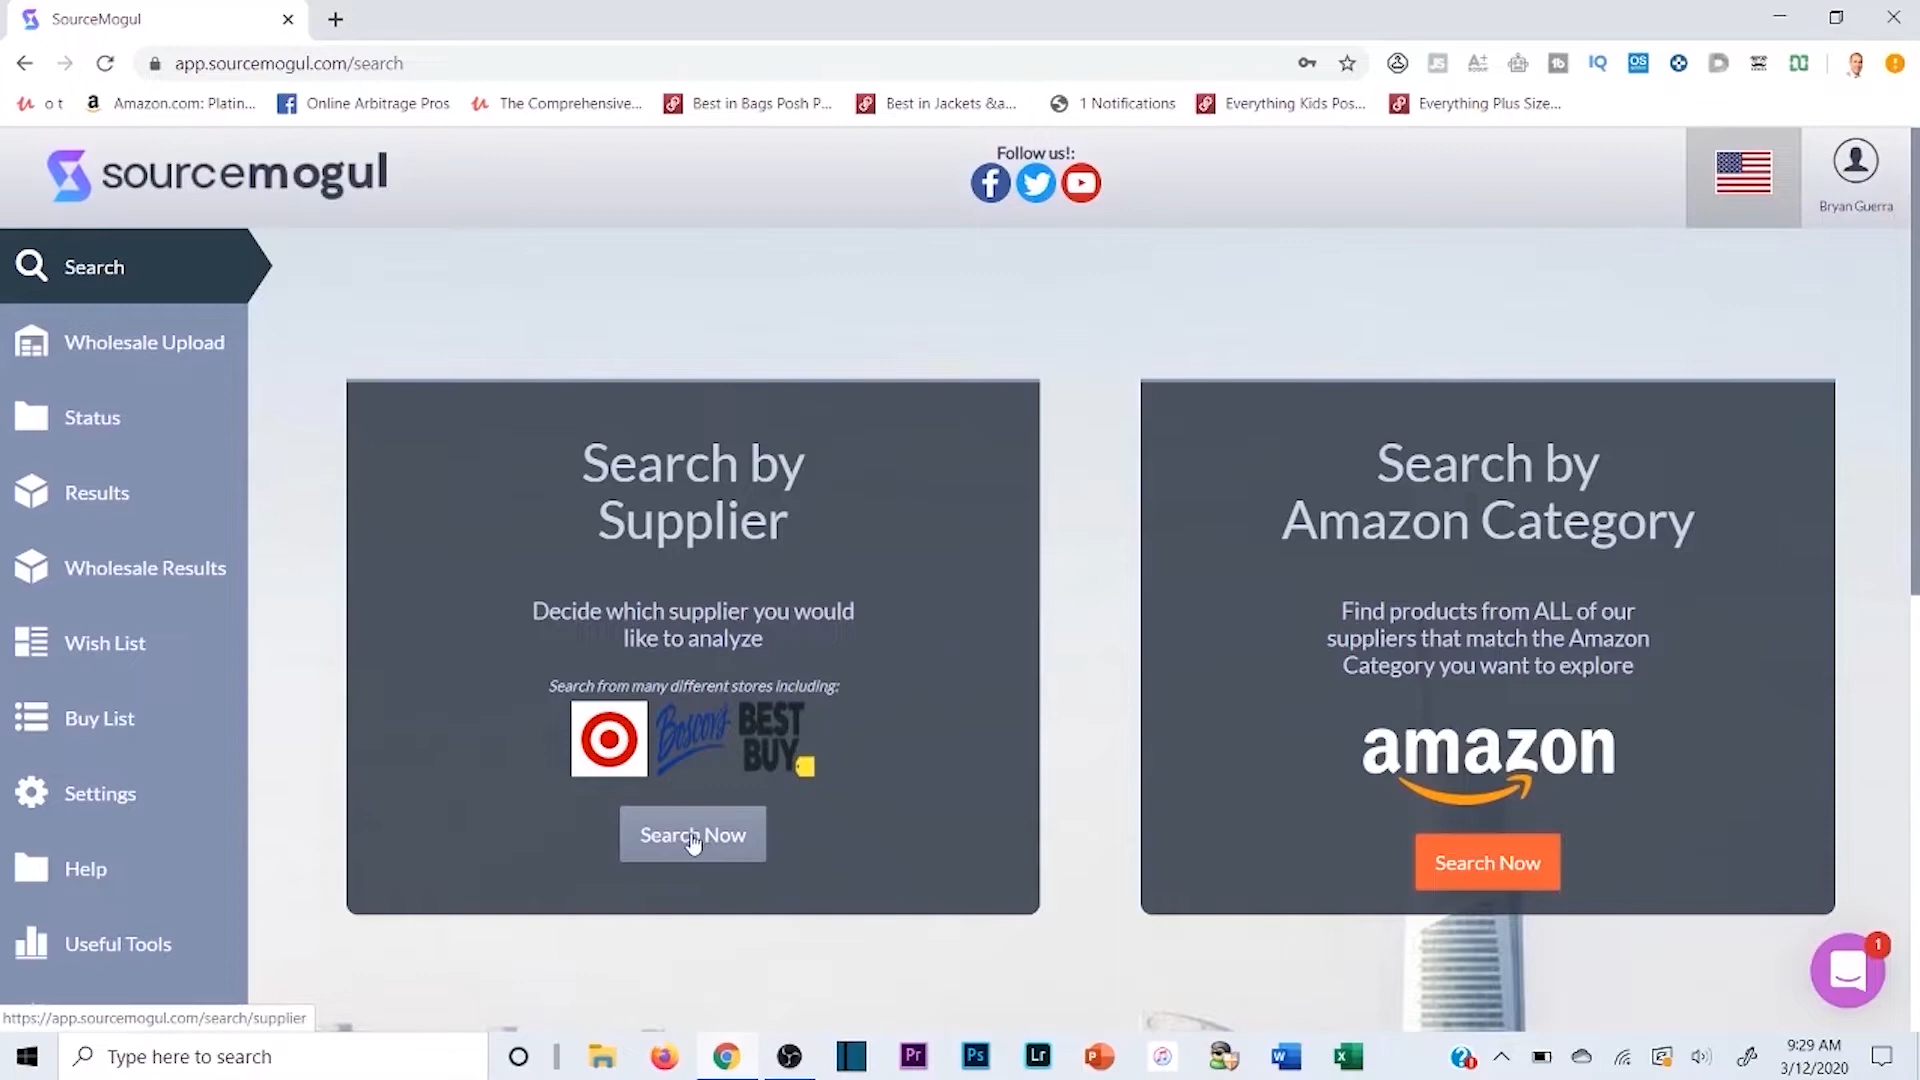 SourceMogul
app.sourcemogul.com/search
o t
Amazon.com: Platin...
Online Arbitrage Pros
The Comprehensive...
Best in Bags Posh P...
Best in Jackets &a...
1 Notifications
Everything Kids Pos...
Everything Plus Size...
sourcemogul
Follow us!:
Bryan Guerra
Search
Wholesale Upload
Status
Results
Wholesale Results
Wish List
Buy List
Settings
Help
Useful Tools
Search by
Supplier
Decide which supplier you would
like to analyze
Search from many different stores including:
Boscov's
BEST
BUY
Search Now
Search by
Amazon Category
Find products from ALL of our
suppliers that match the Amazon
Category you want to explore
amazon
Search Now
1
https://app.sourcemogul.com/search/supplier
Type here to search
Pr
Ps
Lr
9:29 AM
3/12/2020